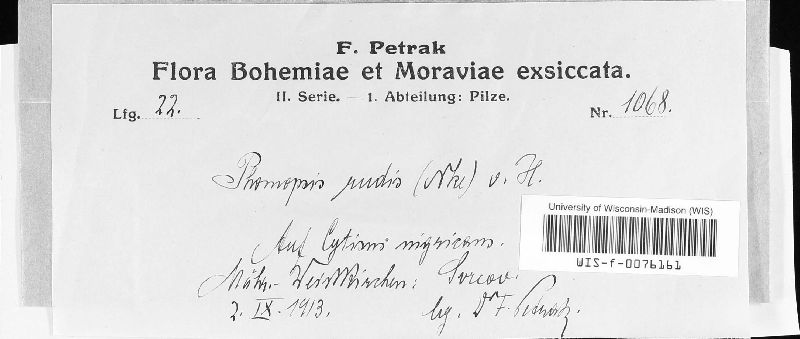 F. Petrak
Flora Bohemiae et Moraviae exsiccata.
II. Serie. — 1. Abteilung: Pilze.
Lfg. 22.
Nr. 1068.
Phomopsis rudis (Nke) v. H.
University of Wisconsin-Madison (WIS)
WIS-f-0076161
Auf Cytisus nigricans.
Mähr.-Weisskirchen:
2. IX. 1913.
lg. Dr F. Petrak.